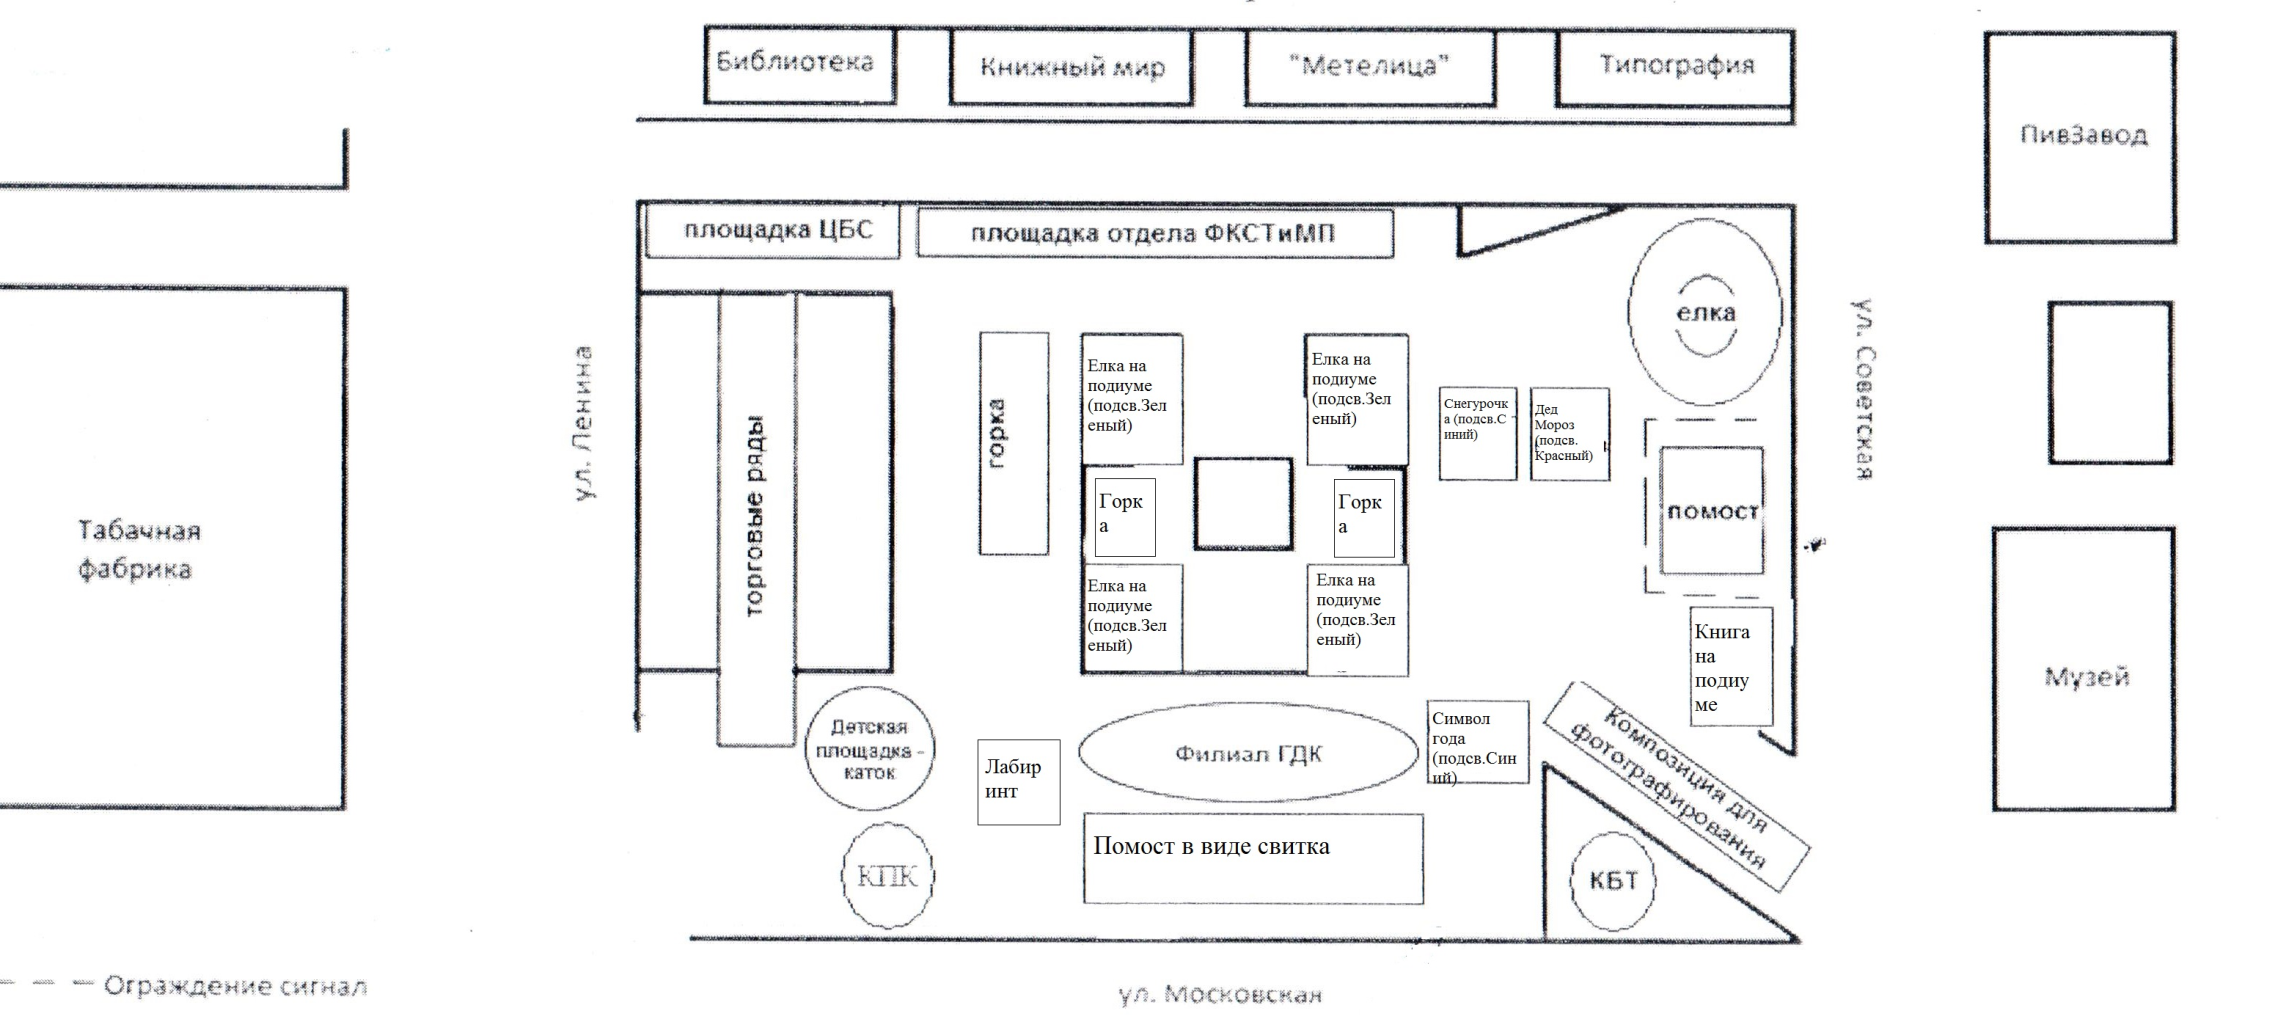 Библиотека
Книжный мир
"Метелица"
Типография
ПивЗавод
площадка ЦБС
площадка отдела ФКСТиМП
елка
ул. Ленина
ул. Советская
торговые ряды
горка
Елка на
подиуме
(подсв.Зел
еный)
Елка на
подиуме
(подсв.Зел
еный)
Снегурочк
а (подсв.С
иний)
Дед
Мороз
(подсв.
Красный)
Горк
а
Горк
а
помост
Табачная
фабрика
Елка на
подиуме
(подсв.Зел
еный)
Елка на
подиуме
(подсв.Зел
еный)
Книга
на
подиу
ме
Музей
Детская
площадка -
каток
Лабир
инт
Филиал ГДК
Символ
года
(подсв.Син
ий)
Композиция для
фотографирования
КПК
Помост в виде свитка
КБТ
Ограждение сигнал
ул. Московская